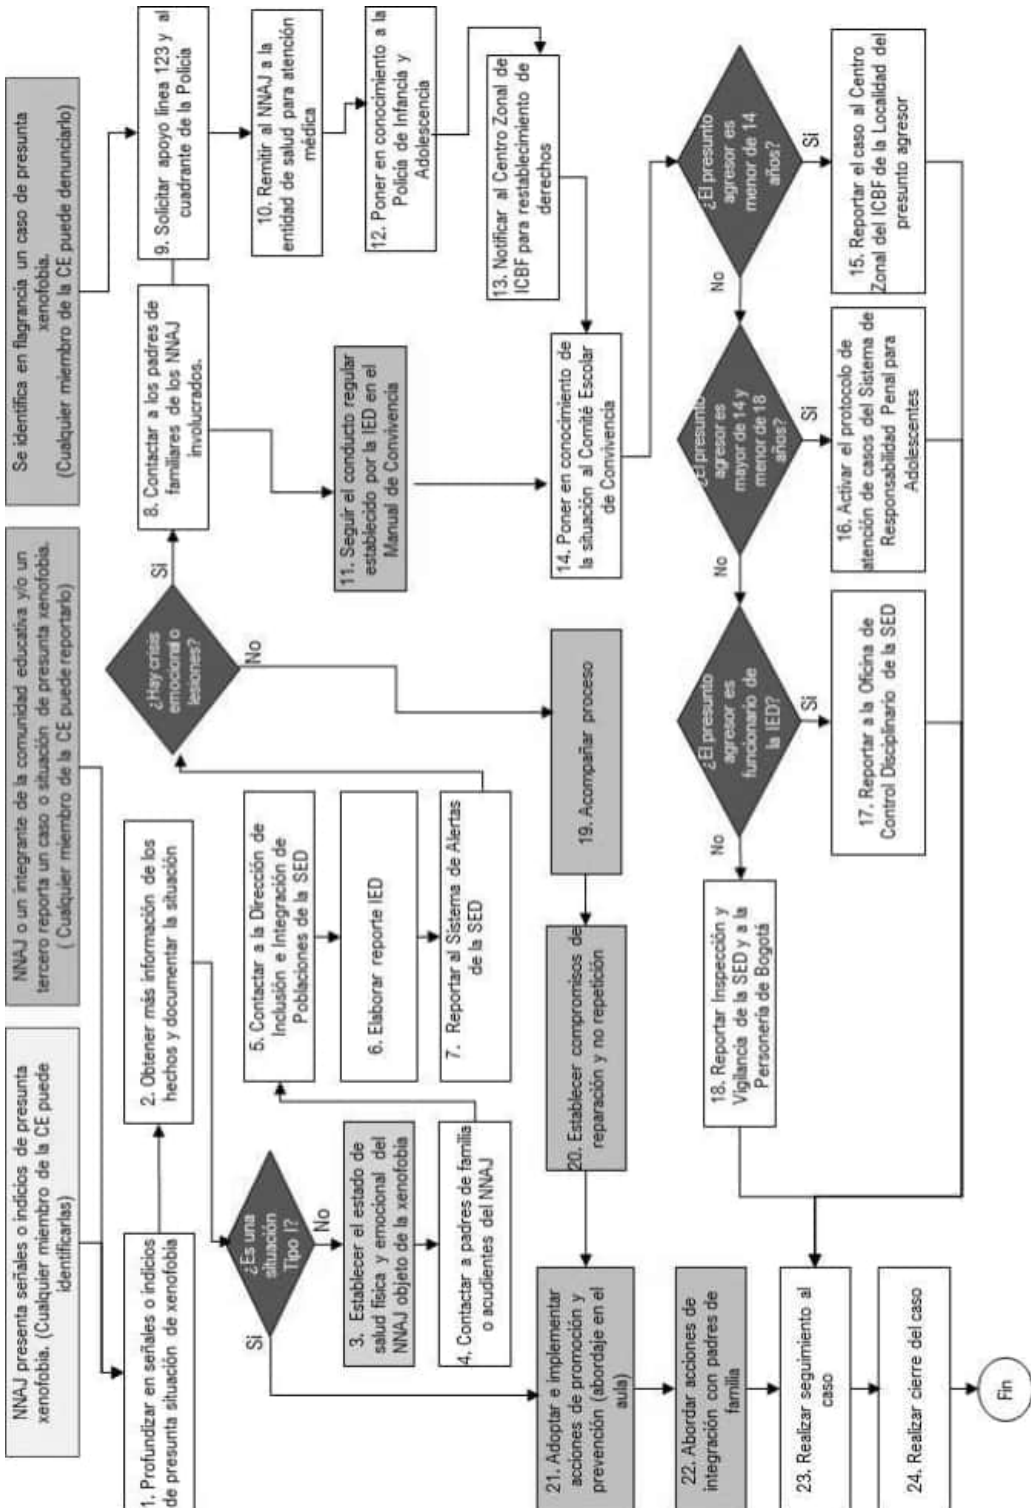 NNAJ presenta señales o indicios de presunta
xenofobia. (Cualquier miembro de la CE puede
identificarlas)
NNAJ o un integrante de la comunidad educativa y/o un
tercero reporta un caso o situación de presunta xenofobia.
( Cualquier miembro de la CE puede reportarlo)
Se identifica en flagrancia un caso de presunta
xenofobia.
(Cualquier miembro de la CE puede denunciarlo)
1. Profundizar en señales o indicios
de presunta situación de xenofobia
2. Obtener más información de los
hechos y documentar la situación
¿Es una
situación
Tipo I?
Si
No
3. Establecer el estado de
salud física y emocional del
NNAJ objeto de la xenofobia
4. Contactar a padres de familia
o acudientes del NNAJ
5. Contactar a la Dirección de
Inclusión e Integración de
Poblaciones de la SED
6. Elaborar reporte IED
7. Reportar al Sistema de Alertas
de la SED
¿Hay crisis
emocional o
lesiones?
Si
No
8. Contactar a los padres de
familiares de los NNAJ
involucrados.
9. Solicitar apoyo línea 123 y al
cuadrante de la Policía
10. Remitir al NNAJ a la
entidad de salud para atención
médica
11. Seguir el conducto regular
establecido por la IED en el
Manual de Convivencia
12. Poner en conocimiento a la
Policía de Infancia y
Adolescencia
13. Notificar al Centro Zonal de
ICBF para restablecimiento de
derechos
14. Poner en conocimiento de
la situación al Comité Escolar
de Convivencia
¿El presunto
agresor es
menor de 14
años?
Si
No
15. Reportar el caso al Centro
Zonal del ICBF de la Localidad del
presunto agresor
¿El presunto
agresor es
mayor de 14 y
menor de 18
años?
Si
No
16. Activar el protocolo de
atención de casos del Sistema de
Responsabilidad Penal para
Adolescentes
¿El presunto
agresor es
funcionario de
la IED?
Si
No
17. Reportar a la Oficina de
Control Disciplinario de la SED
18. Reportar Inspección y
Vigilancia de la SED y a la
Personería de Bogotá
19. Acompañar proceso
20. Establecer compromisos de
reparación y no repetición
21. Adoptar e implementar
acciones de promoción y
prevención (abordaje en el
aula)
22. Abordar acciones de
integración con padres de
familia
23. Realizar seguimiento al
caso
24. Realizar cierre del caso
Fin